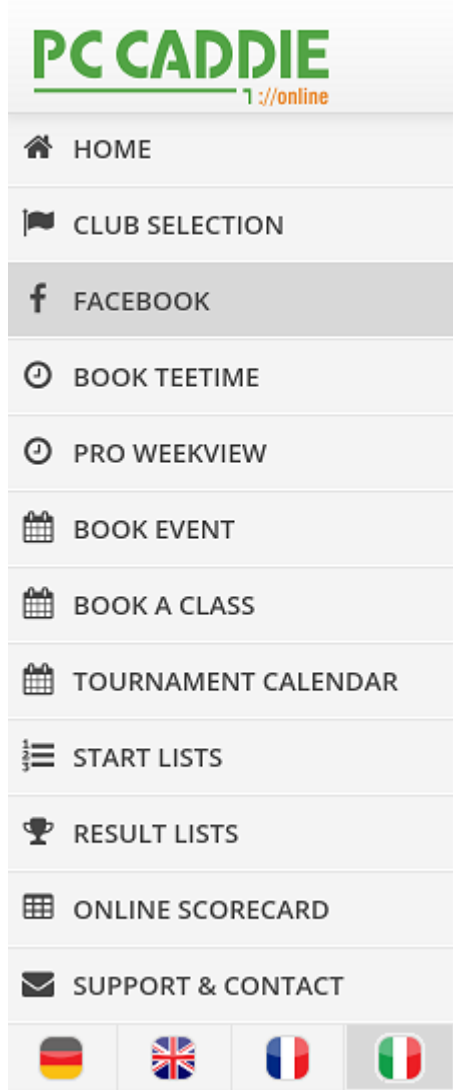 PC CADDIE
://online
HOME
CLUB SELECTION
FACEBOOK
BOOK TEETIME
PRO WEEKVIEW
BOOK EVENT
BOOK A CLASS
TOURNAMENT CALENDAR
START LISTS
RESULT LISTS
ONLINE SCORECARD
SUPPORT & CONTACT